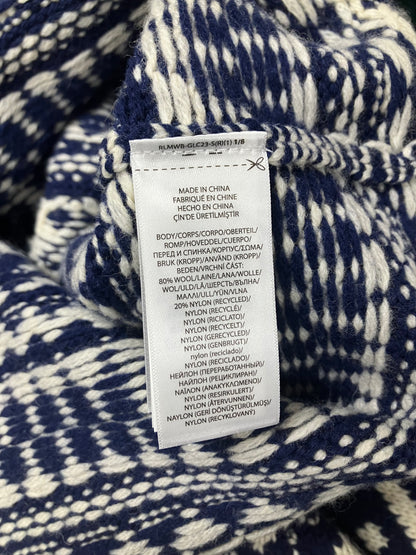 RLMWR-GLC23-S(R)(1) 1/8
MADE IN CHINA
FABRIQUÉ EN CHINE
HECHO EN CHINA
ÇİN'DE ÜRETİLMİŞTİR
BODY/CORPS/CORPO/OBERTEIL/
ROMP/HOVEDDEL/CUERPO/
ПЕРЕД И СПИНКА/КОРПУС/ΣΩΜΑ/
BRUK (KROPP)/ANVÄND (KROPP)/
BEDEN/VRCHNÍ ČÁST:
80% WOOL/LAINE/LANA/WOLLE/
WOL/ULD/LÃ/ШЕРСТЬ/ВЪЛНА/
ΜΑΛΛΙ/ULL/YÜN/VLNA
20% NYLON (RECYCLED)/
NYLON (RECYCLÉ)/
NYLON (RICICLATO)/
NYLON (RECYCELT)/
NYLON (GERECYCLED)/
NYLON (GENBRUGT)/
nylon (reciclado)/
NYLON (RECICLADO)/
НЕЙЛОН (ПЕРЕРАБОТАННЫЙ)/
НАЙЛОН (РЕЦИКЛИРАН)/
ΝΑΪΛΟΝ (ΑΝΑΚΥΚΛΩΜΕΝΟ)/
NYLON (RESIRKULERT)/
NYLON (ÅTERVUNNEN)/
NAYLON (GERİ DÖNÜŞTÜRÜLMÜŞ)/
NYLON (RECYKLOVANÝ)